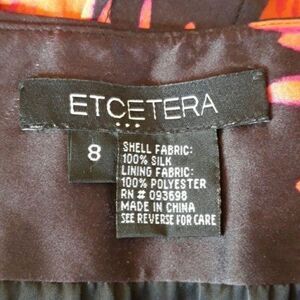 ETCETERA
8
SHELL FABRIC:
100% SILK
LINING FABRIC:
100% POLYESTER
RN # 093698
MADE IN CHINA
SEE REVERSE FOR CARE